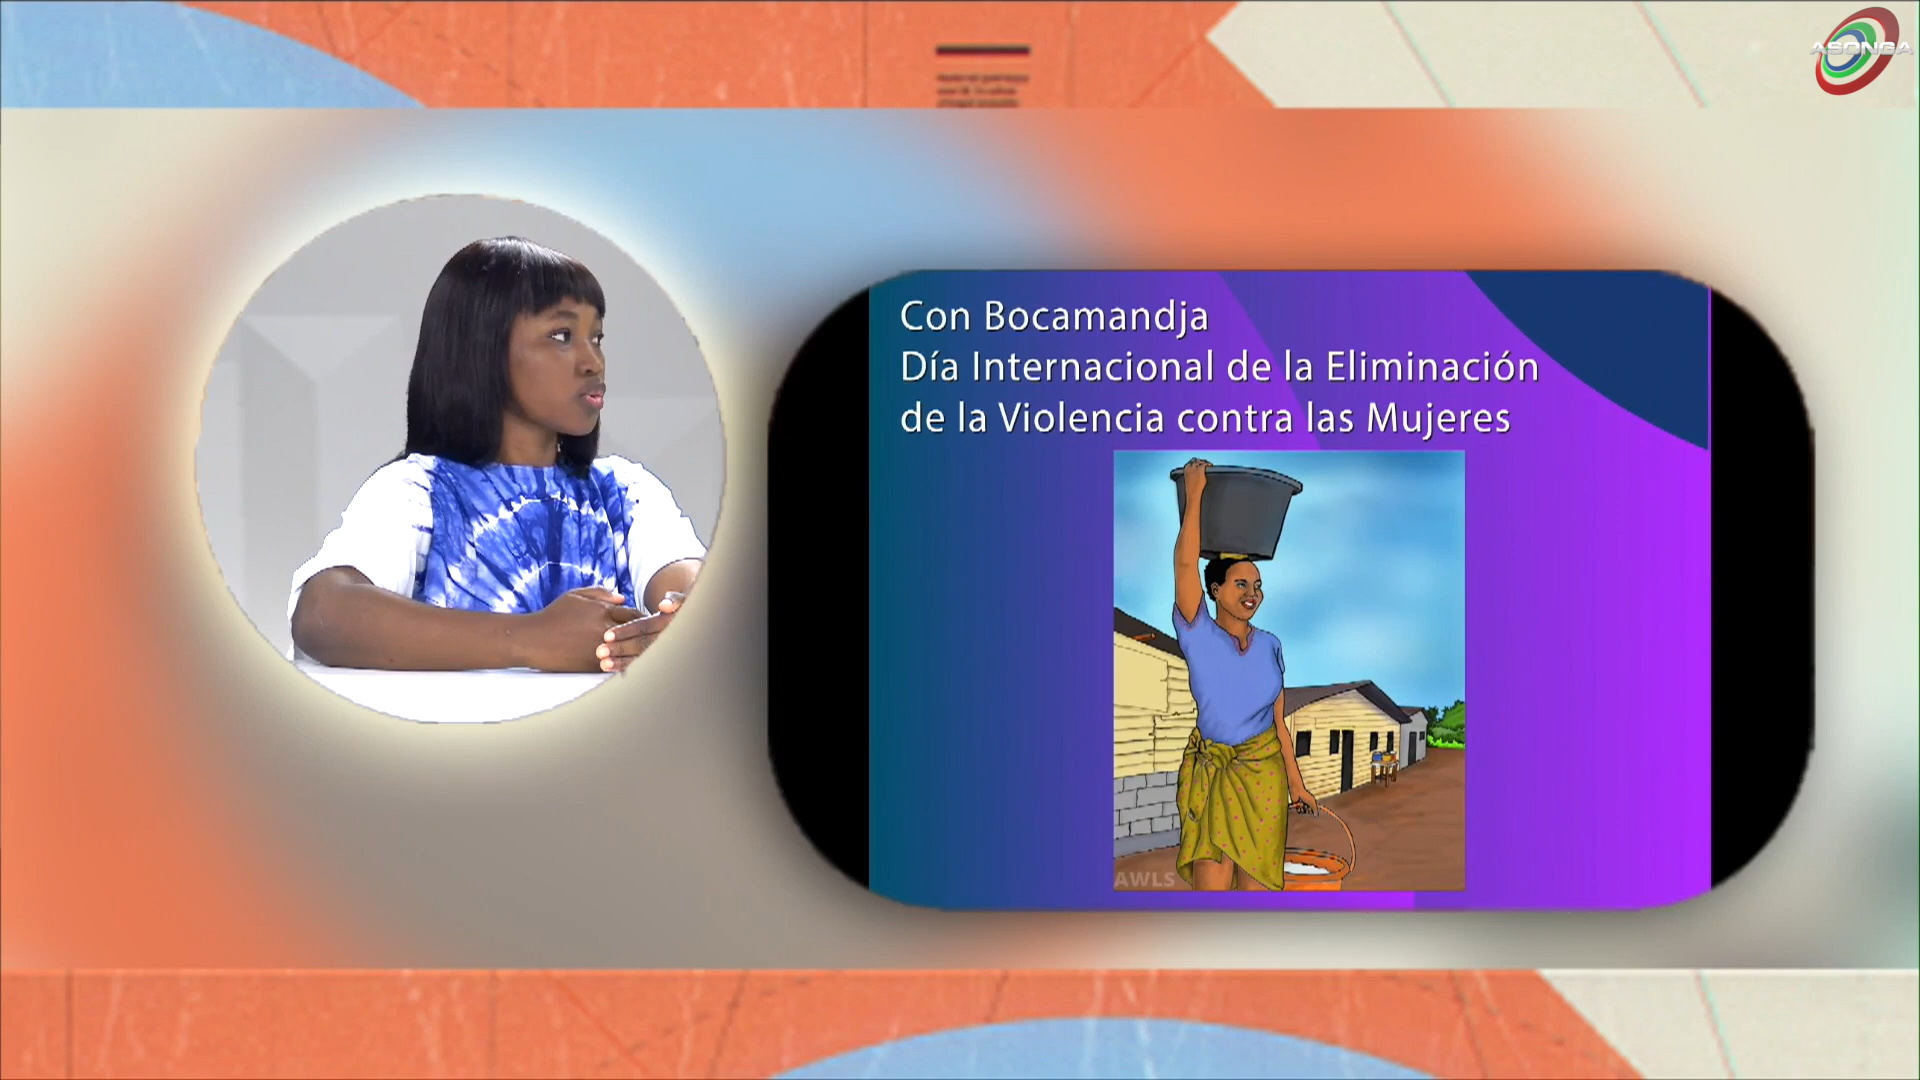 ASONGA
Con Bocamandja
Día Internacional de la Eliminación
de la Violencia contra las Mujeres
AWLS